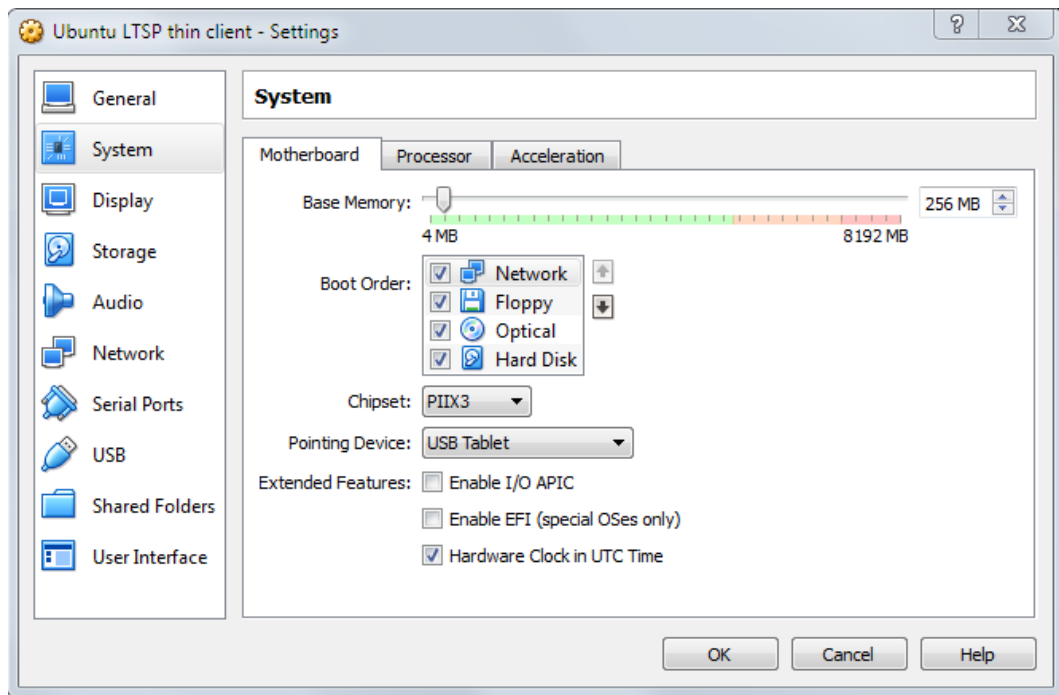 Ubuntu LTSP thin client - Settings
General
System
Display
Storage
Audio
Network
Serial Ports
USB
Shared Folders
User Interface
System
Motherboard Processor Acceleration
Base Memory: 256 MB
4 MB 8192 MB
Boot Order: Network
Floppy
Optical
Hard Disk
Chipset: PIIX3
Pointing Device: USB Tablet
Extended Features: Enable I/O APIC
Enable EFI (special OSes only)
Hardware Clock in UTC Time
OK Cancel Help